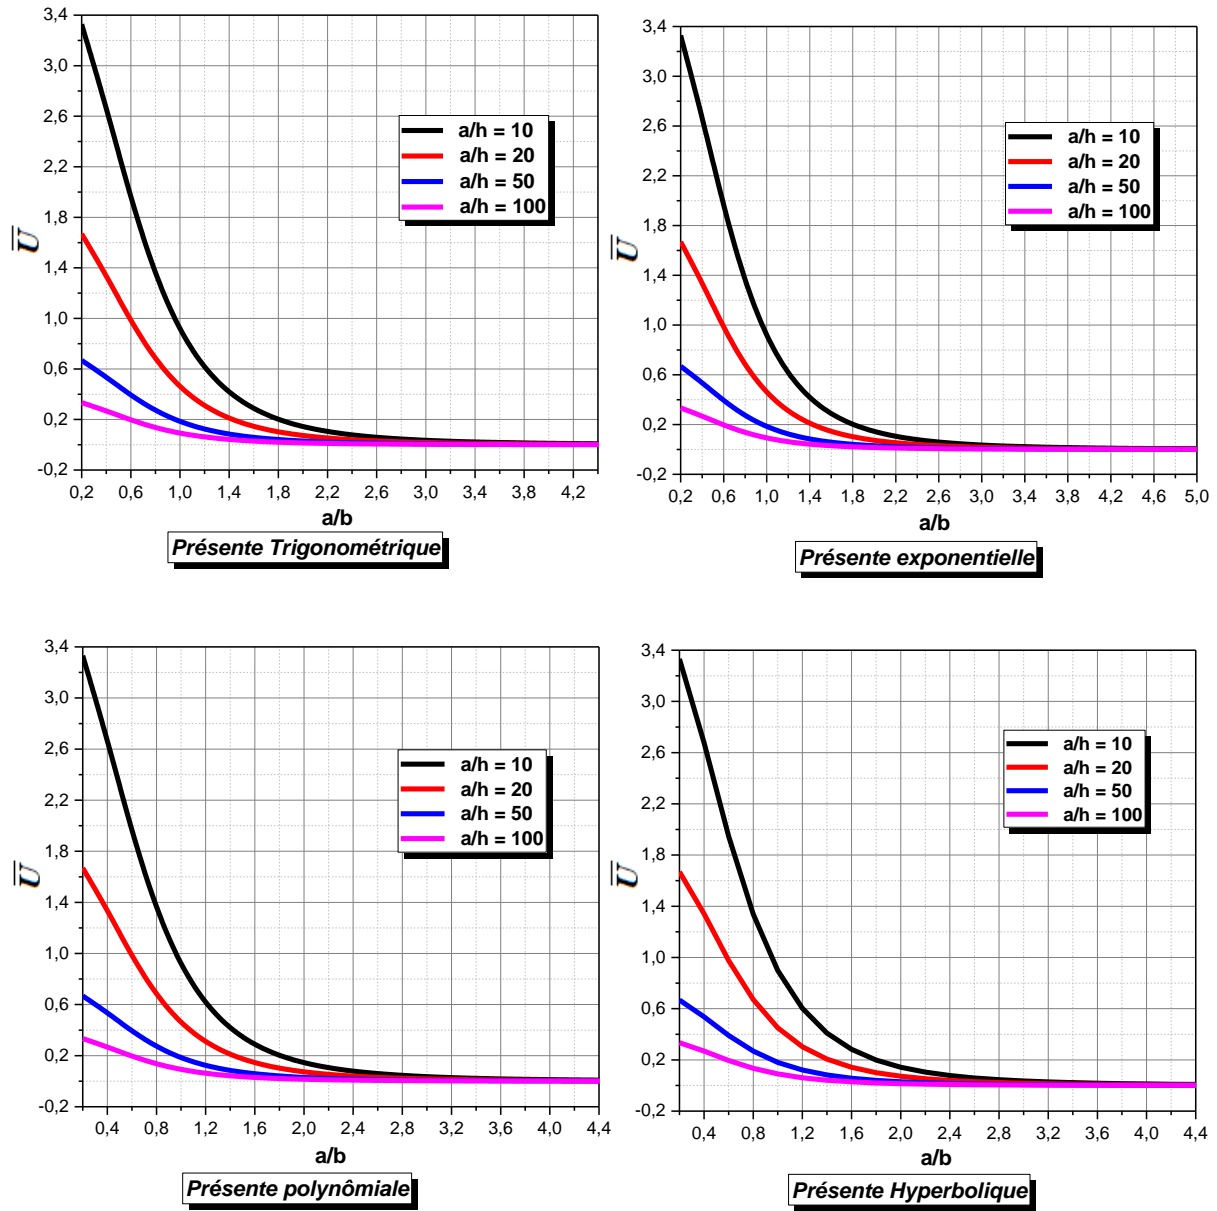 3,4
3,0
2,6
2,2
1,8
1,4
1,0
0,6
0,2
-0,2
U
a/h = 10
a/h = 20
a/h = 50
a/h = 100
0,2 0,6 1,0 1,4 1,8 2,2 2,6 3,0 3,4 3,8 4,2
a/b
Présente Trigonométrique
3,4
3,0
2,6
2,2
1,8
1,4
1,0
0,6
0,2
-0,2
U
a/h = 10
a/h = 20
a/h = 50
a/h = 100
0,2 0,6 1,0 1,4 1,8 2,2 2,6 3,0 3,4 3,8 4,2 4,6 5,0
a/b
Présente exponentielle
3,4
3,0
2,6
2,2
1,8
1,4
1,0
0,6
0,2
-0,2
U
a/h = 10
a/h = 20
a/h = 50
a/h = 100
0,4 0,8 1,2 1,6 2,0 2,4 2,8 3,2 3,6 4,0 4,4
a/b
Présente polynômiale
3,4
3,0
2,6
2,2
1,8
1,4
1,0
0,6
0,2
-0,2
U
a/h = 10
a/h = 20
a/h = 50
a/h = 100
0,4 0,8 1,2 1,6 2,0 2,4 2,8 3,2 3,6 4,0 4,4
a/b
Présente Hyperbolique